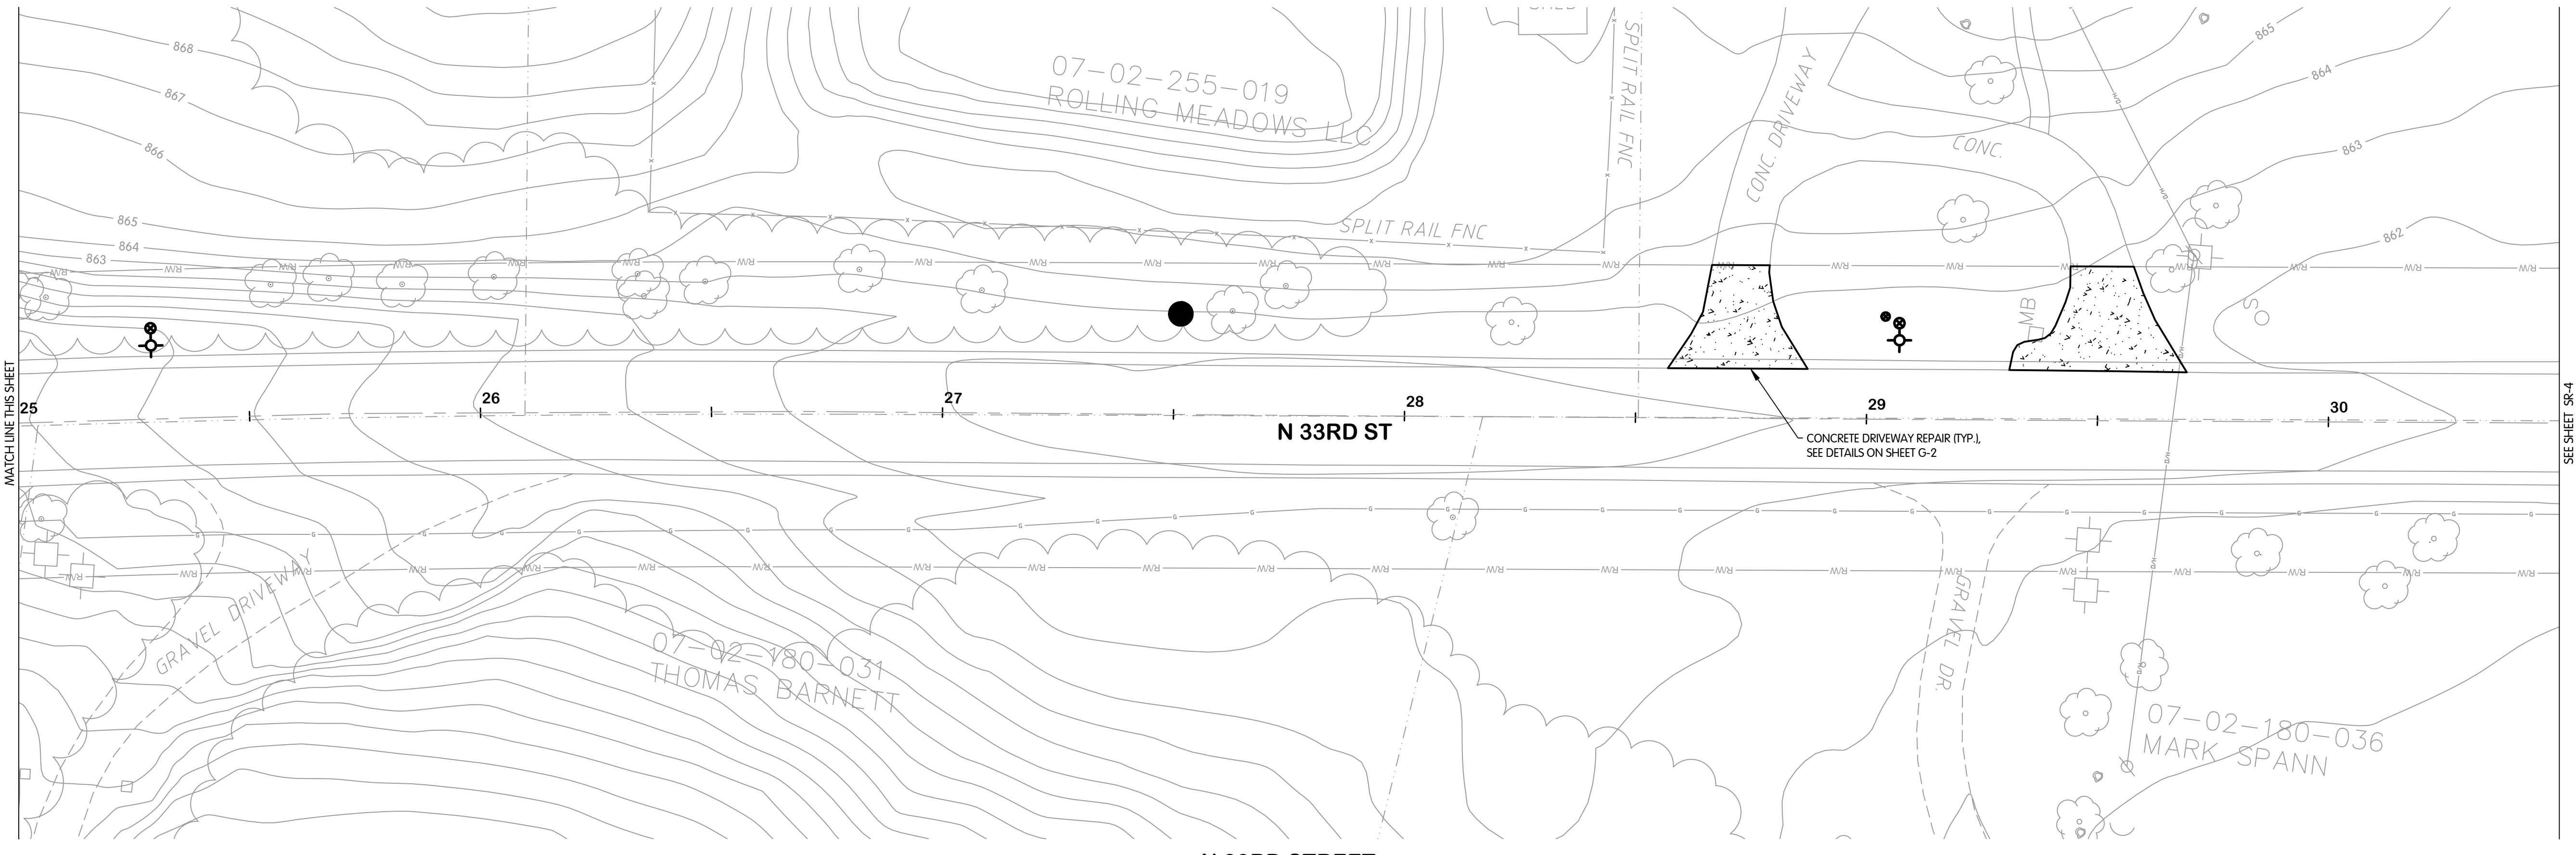 868
867
866
865
864
863
07-02-255-019
ROLLING MEADOWS LLC
SPLIT RAIL FNC
SPLIT RAIL FNC
CONC. DRIVEWAY
CONC.
865
864
863
862
MB
S
MATCH LINE THIS SHEET
25
26
27
28
29
30
N 33RD ST
CONCRETE DRIVEWAY REPAIR (TYP.),
SEE DETAILS ON SHEET G-2
SEE SHEET SR-4
GRAVEL DRIVEWAY
07-02-180-031
THOMAS BARNETT
GRAVEL DR.
07-02-180-036
MARK SPANN
R/W
G